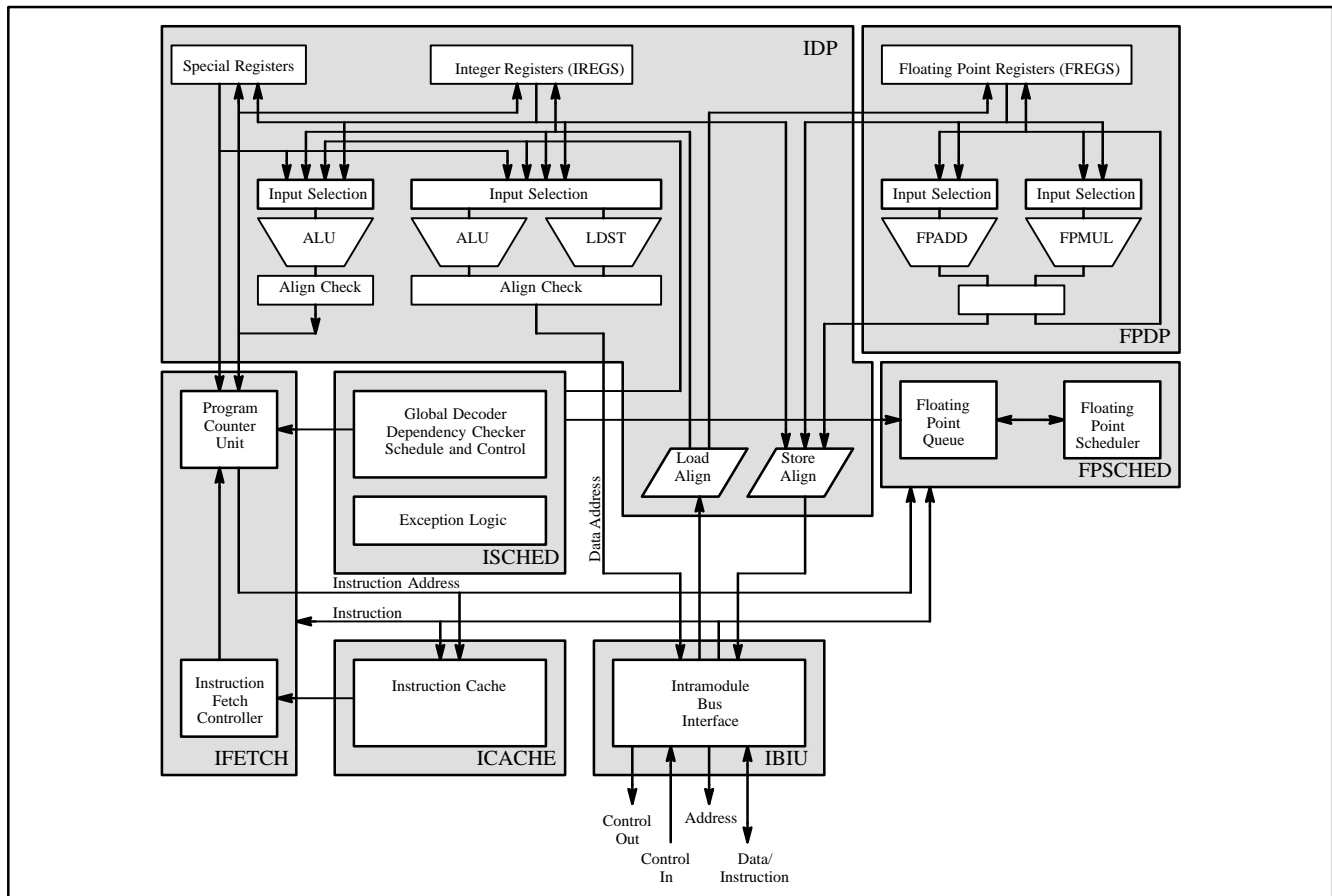 IDP
Special Registers
Integer Registers (IREGS)
Floating Point Registers (FREGS)
Input Selection
Input Selection
Input Selection
Input Selection
ALU
ALU
LDST
FPADD
FPMUL
Align Check
Align Check
FPDP
Program
Counter
Unit
Global Decoder
Dependency Checker
Schedule and Control
Exception Logic
ISCHED
Data Address
Load
Align
Store
Align
Floating
Point
Queue
Floating
Point
Scheduler
FPSCHED
Instruction Address
Instruction
Instruction
Fetch
Controller
IFETCH
Instruction Cache
ICACHE
Intramodule
Bus
Interface
IBIU
Control
Out
Control
In
Address
Data/
Instruction